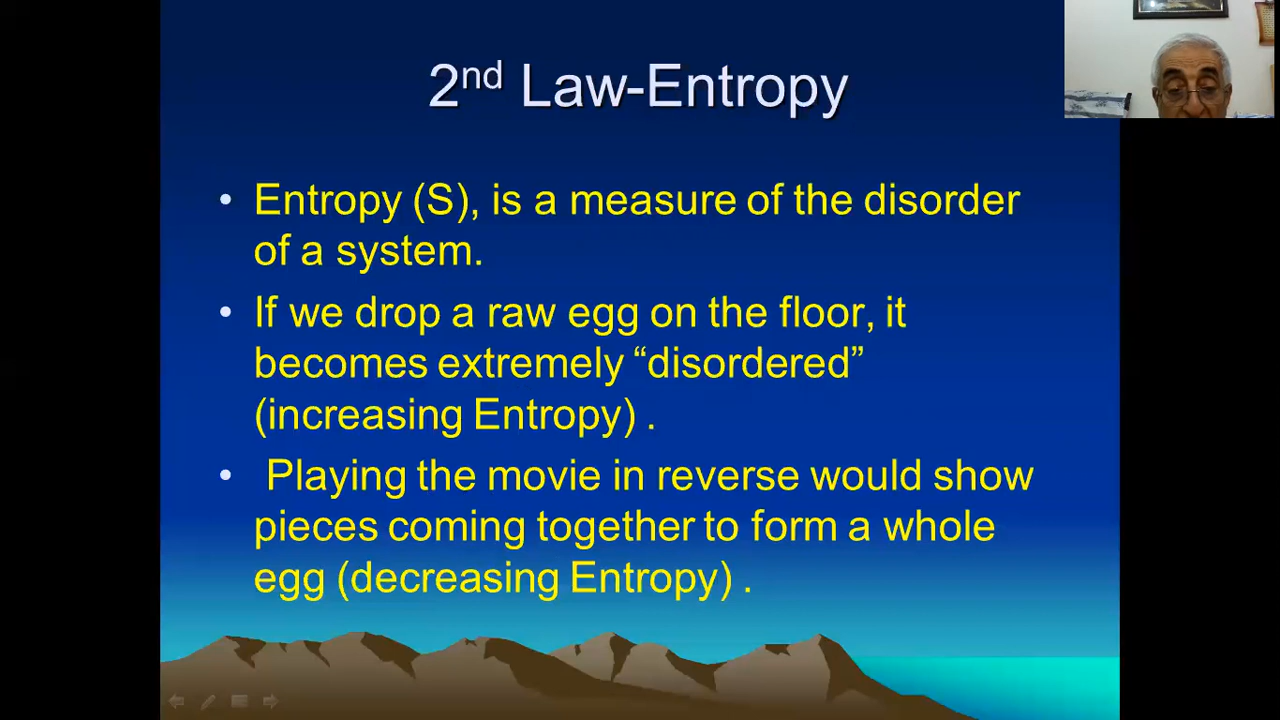 2nd Law-Entropy
• Entropy (S), is a measure of the disorder
of a system.
• If we drop a raw egg on the floor, it
becomes extremely “disordered”
(increasing Entropy) .
• Playing the movie in reverse would show
pieces coming together to form a whole
egg (decreasing Entropy) .